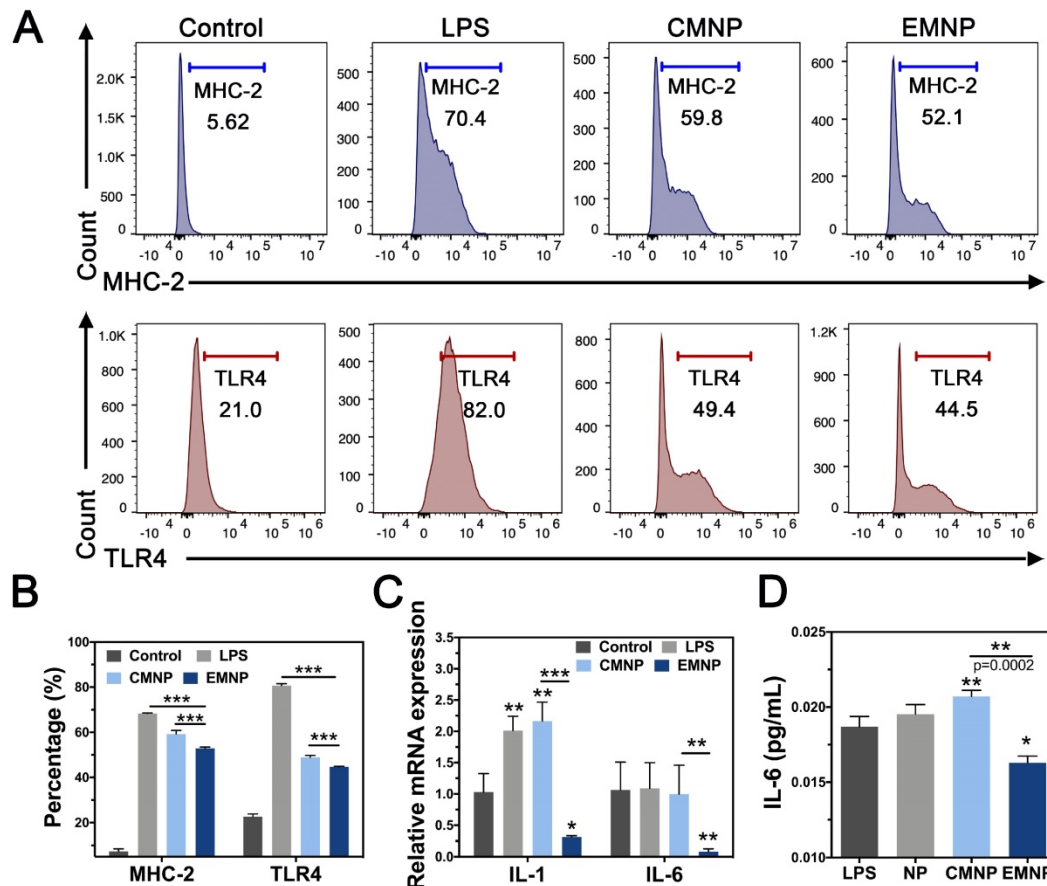 A
Control LPS CMNP EMNP
2.0K
1.5K
1.0K
500
0
MHC-2
5.62
-10 4 0 10 4 10 5 10 7
500
400
300
200
100
0
MHC-2
70.4
-10 4 0 10 4 10 5 10 7
500
400
300
200
100
0
MHC-2
59.8
-10 4 0 10 4 10 5 10 7
600
400
200
0
MHC-2
52.1
-10 4 0 10 4 10 5 10 7
Count
MHC-2
1.0K
800
600
400
200
0
TLR4
21.0
-10 4 0 10 4 10 5 10 6
500
400
300
200
100
0
TLR4
82.0
-10 4 0 10 4 10 5 10 6
800
600
400
200
0
TLR4
49.4
-10 4 0 10 4 10 5 10 6
1.2K
900
600
300
0
TLR4
44.5
-10 4 0 10 4 10 5 10 6
Count
TLR4
B
Percentage (%)
100
80
60
40
20
Control LPS
CMNP EMNP
*** *** *** ***
MHC-2 TLR4
C
Relative mRNA expression
3.5
3.0
2.5
2.0
1.5
1.0
0.5
0.0
Control LPS
CMNP EMNP
** ** *** * ** **
IL-1 IL-6
D
IL-6 (pg/mL)
0.025
0.020
0.015
0.010
**
p=0.0002
**
*
LPS NP CMNP EMNP